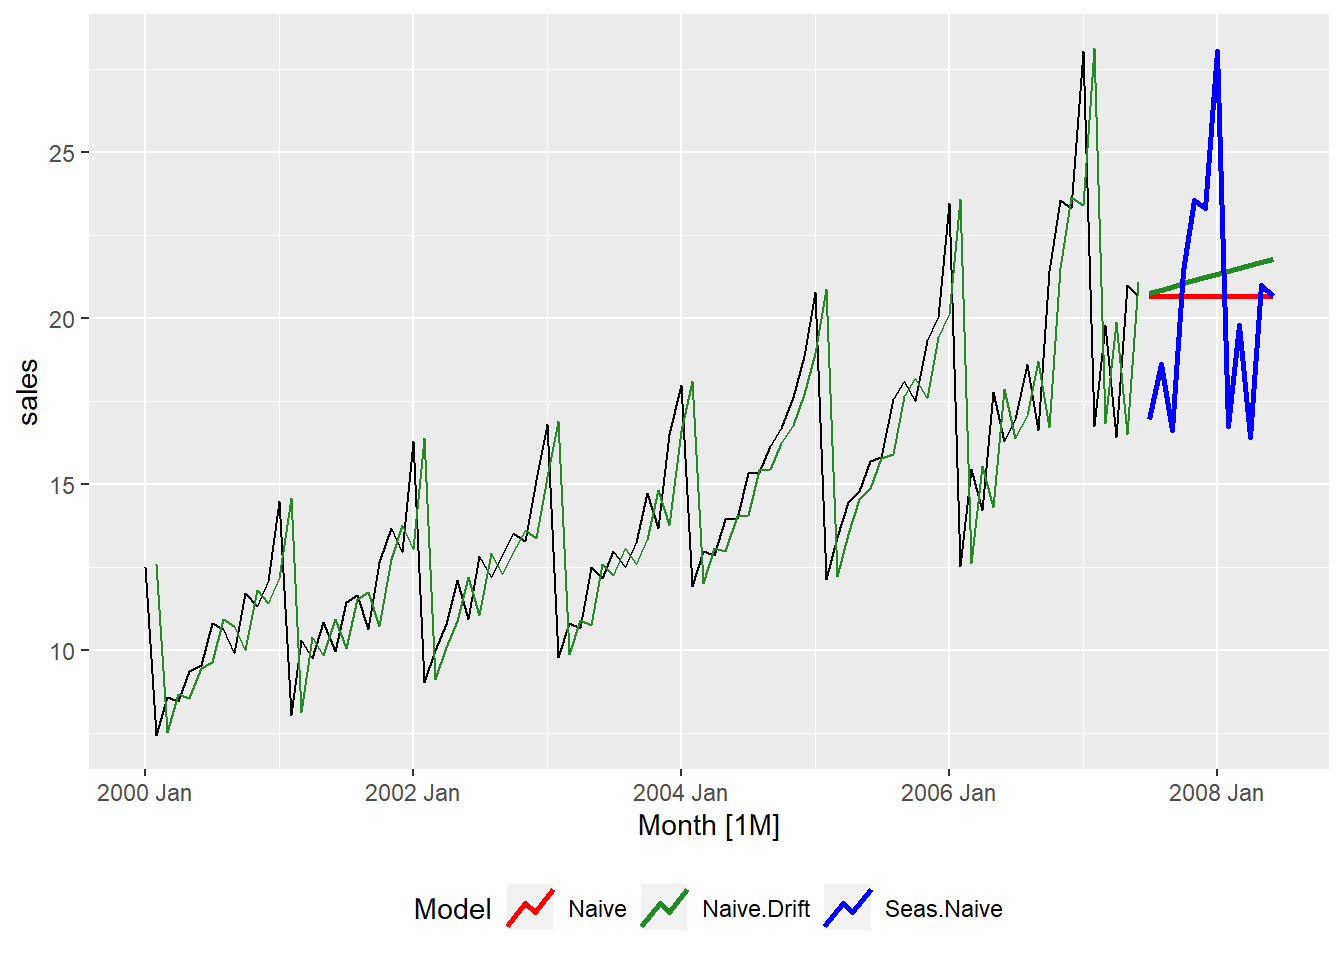 25
20
15
10
sales
2000 Jan 2002 Jan 2004 Jan 2006 Jan 2008 Jan
Month [1M]
Model Naive Naive.Drift Seas.Naive